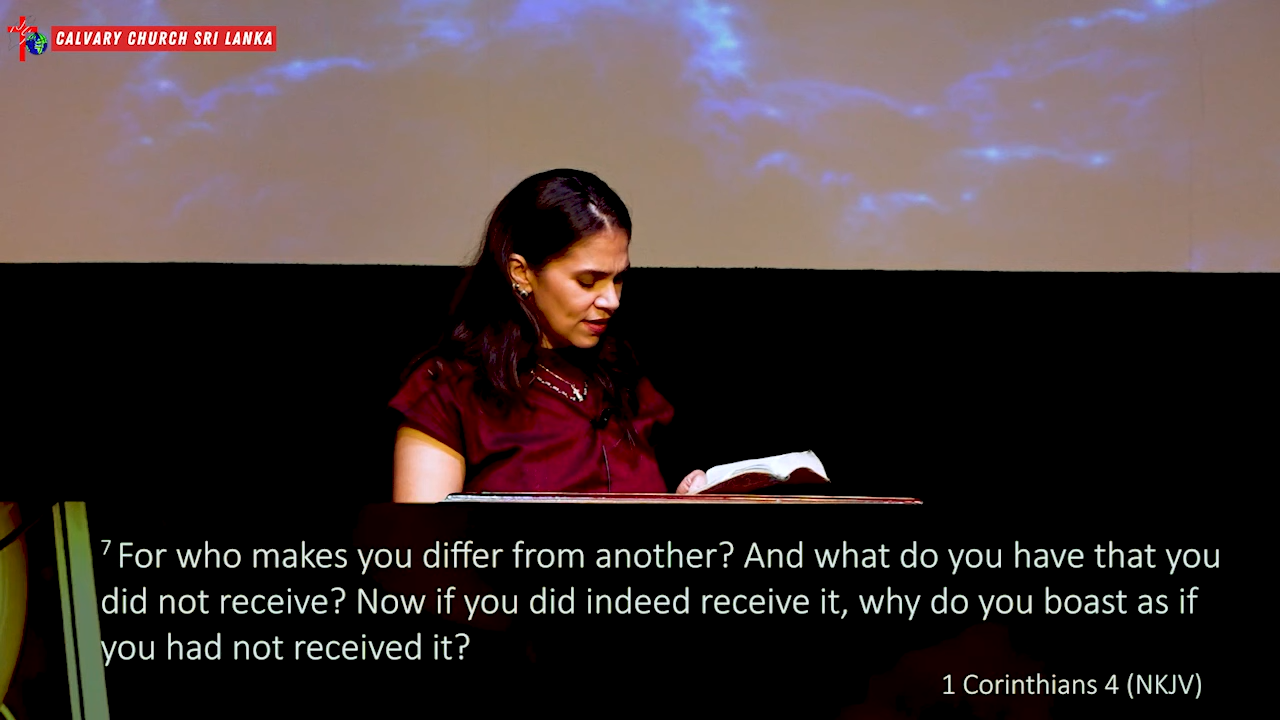 CALVARY CHURCH SRI LANKA
7 For who makes you differ from another? And what do you have that you
did not receive? Now if you did indeed receive it, why do you boast as if
you had not received it?
1 Corinthians 4 (NKJV)